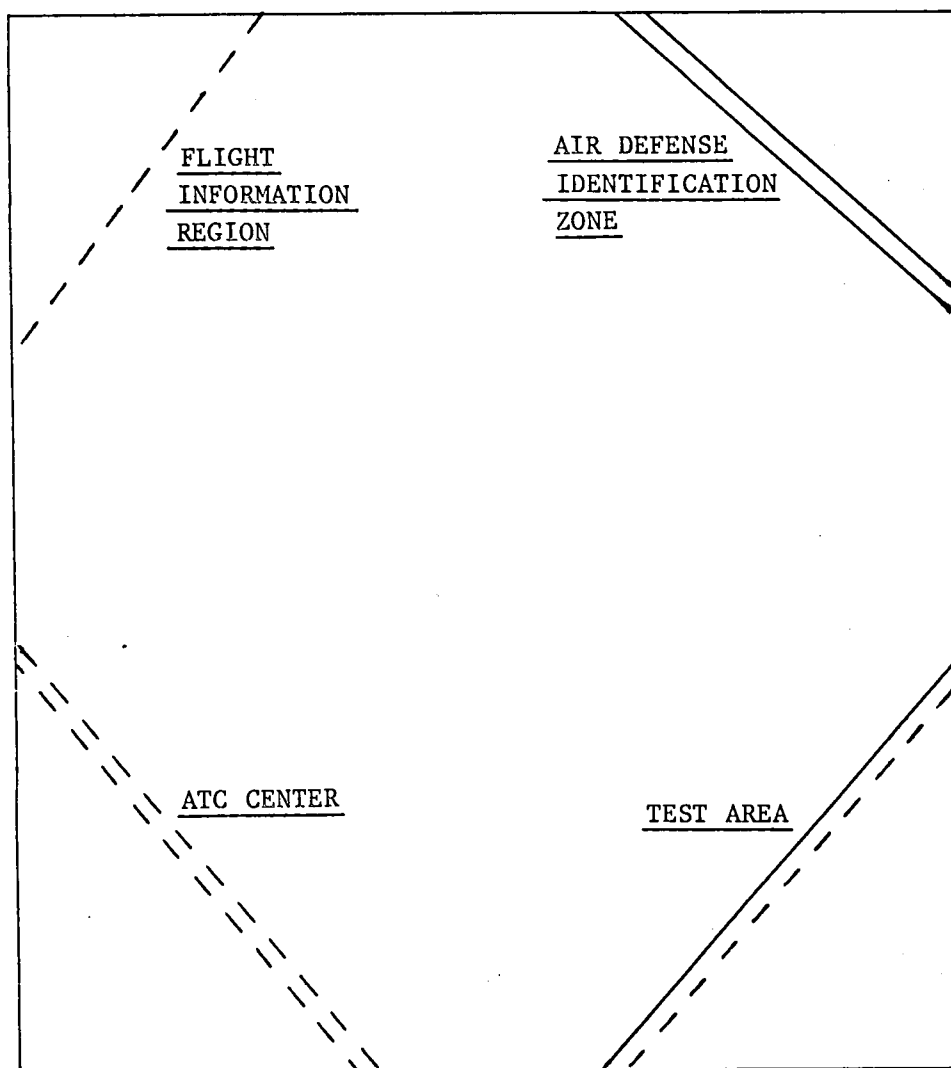 FLIGHT
INFORMATION
REGION
AIR DEFENSE
IDENTIFICATION
ZONE
ATC CENTER
TEST AREA